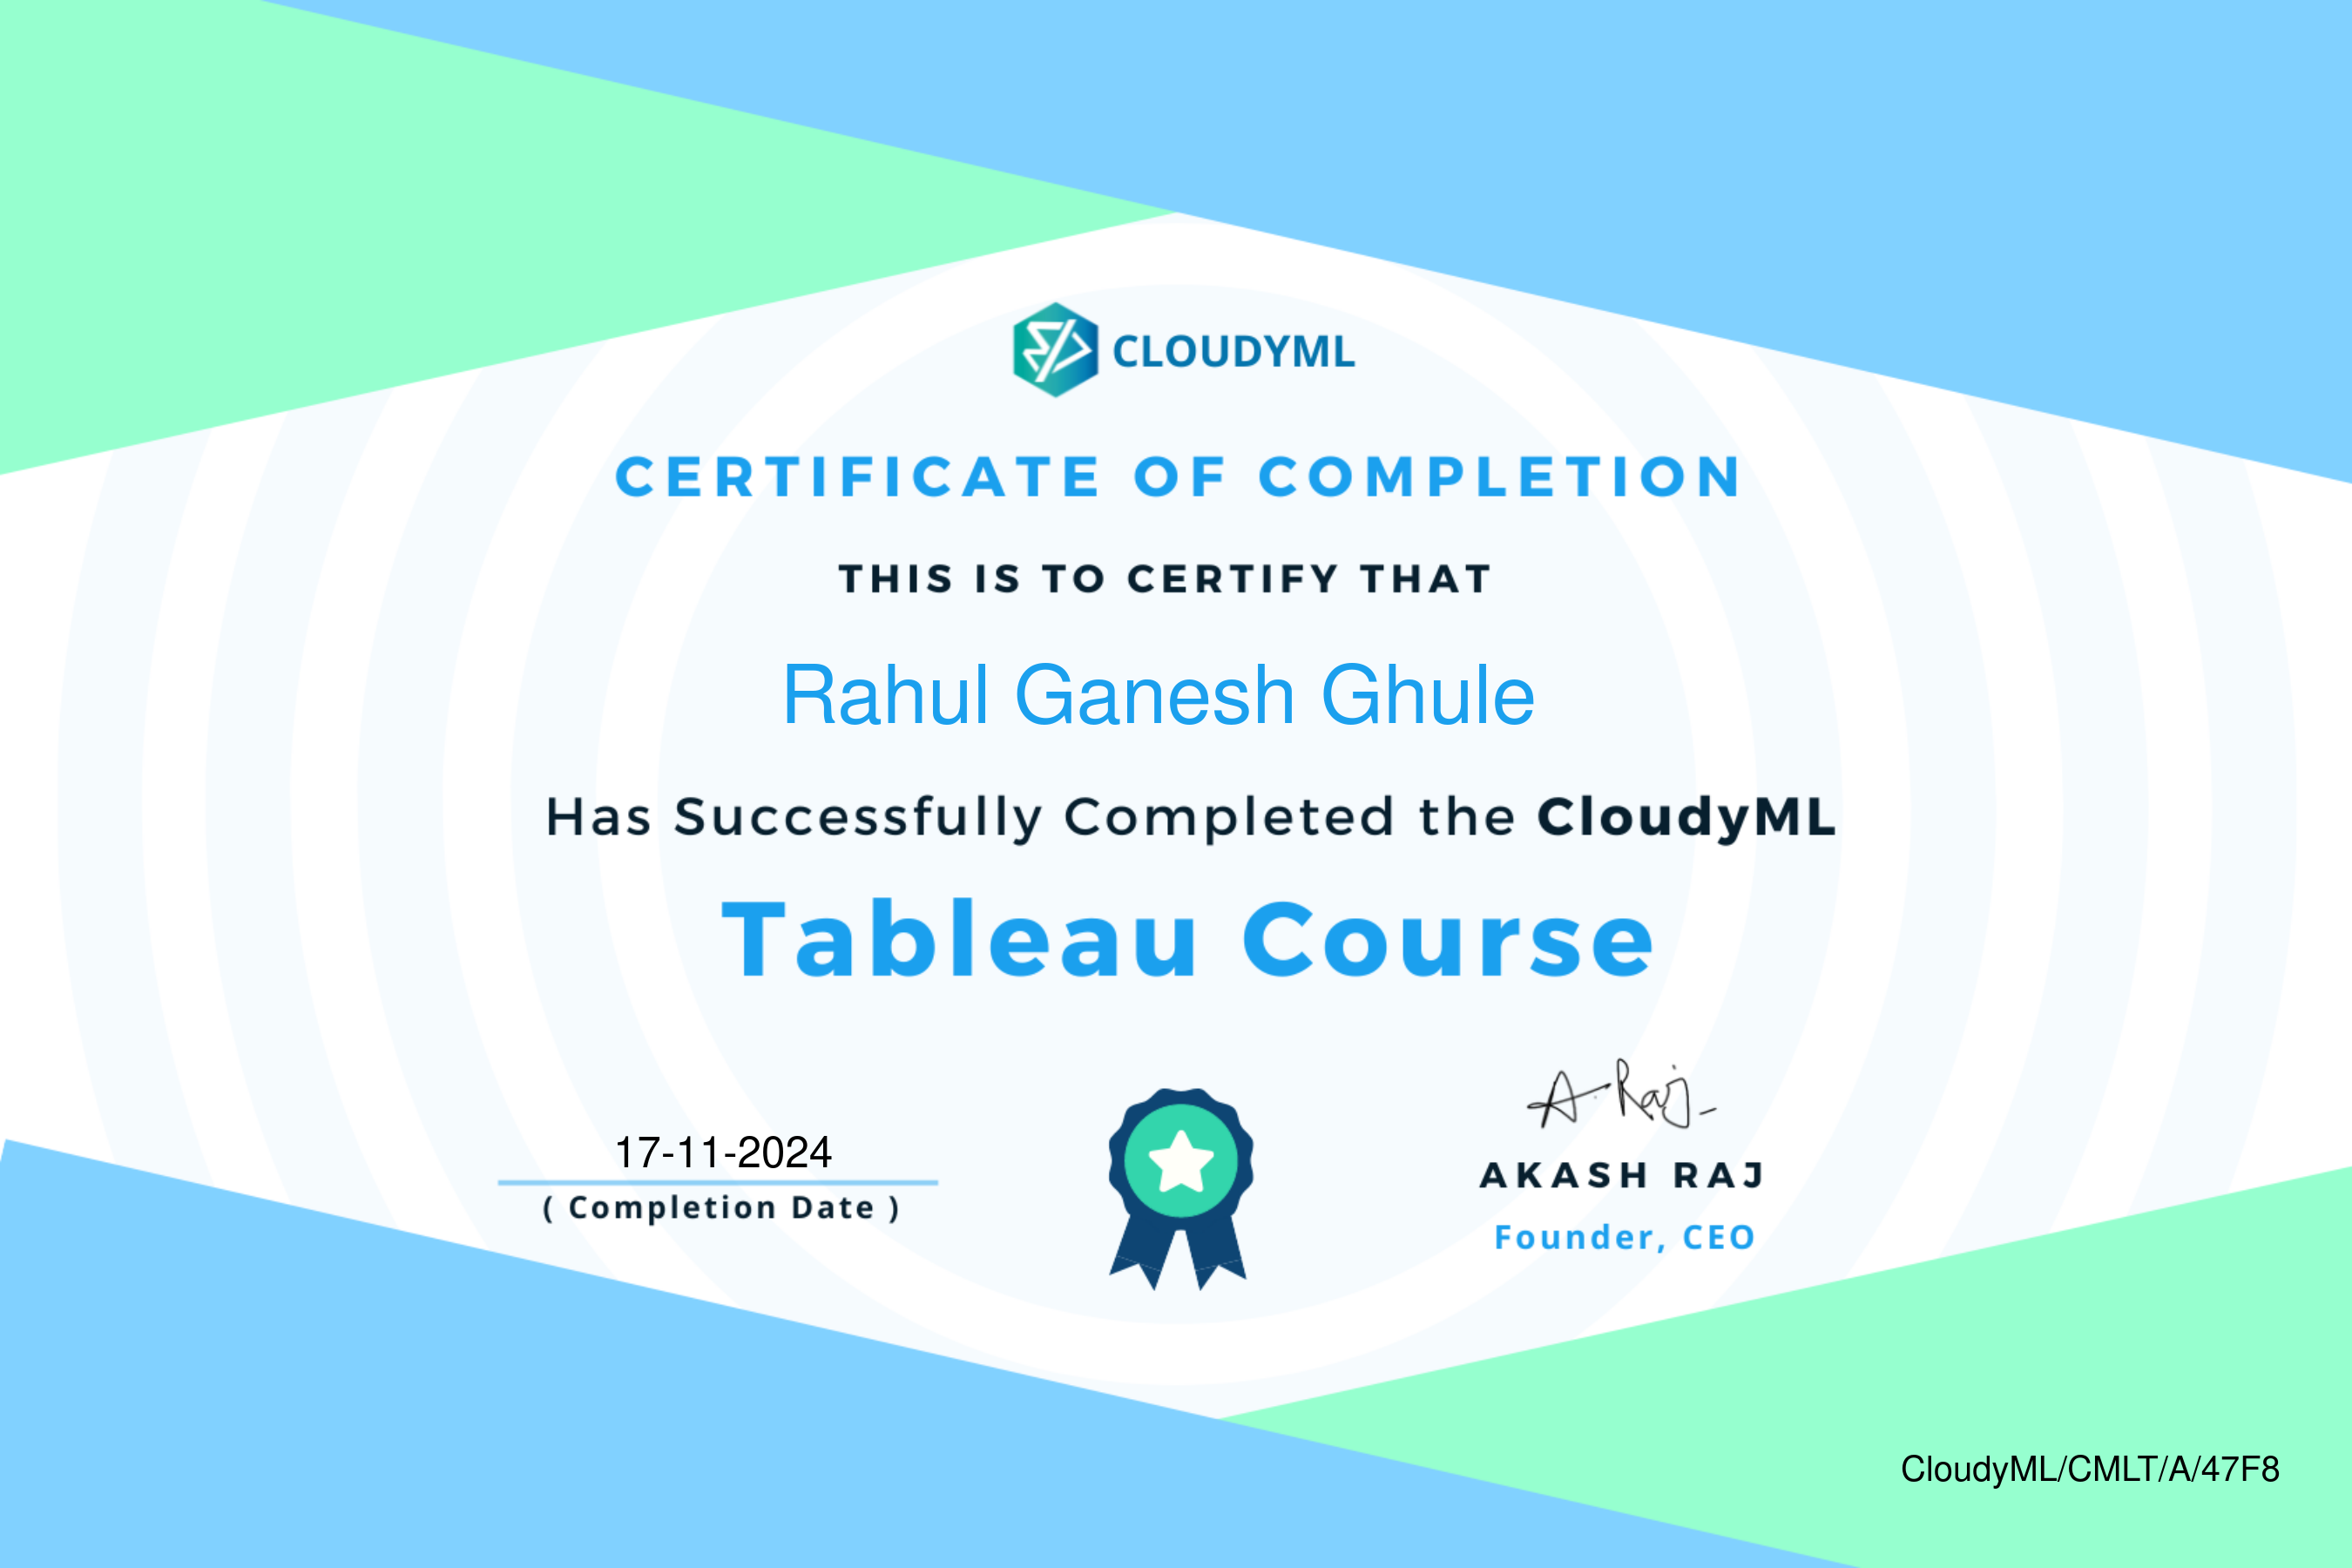 CLOUDYML
CERTIFICATE OF COMPLETION
THIS IS TO CERTIFY THAT
Rahul Ganesh Ghule
Has Successfully Completed the CloudyML
Tableau Course
A. Raj
17-11-2024
( Completion Date )
AKASH RAJ
Founder, CEO
CloudyML/CMLT/A/47F8